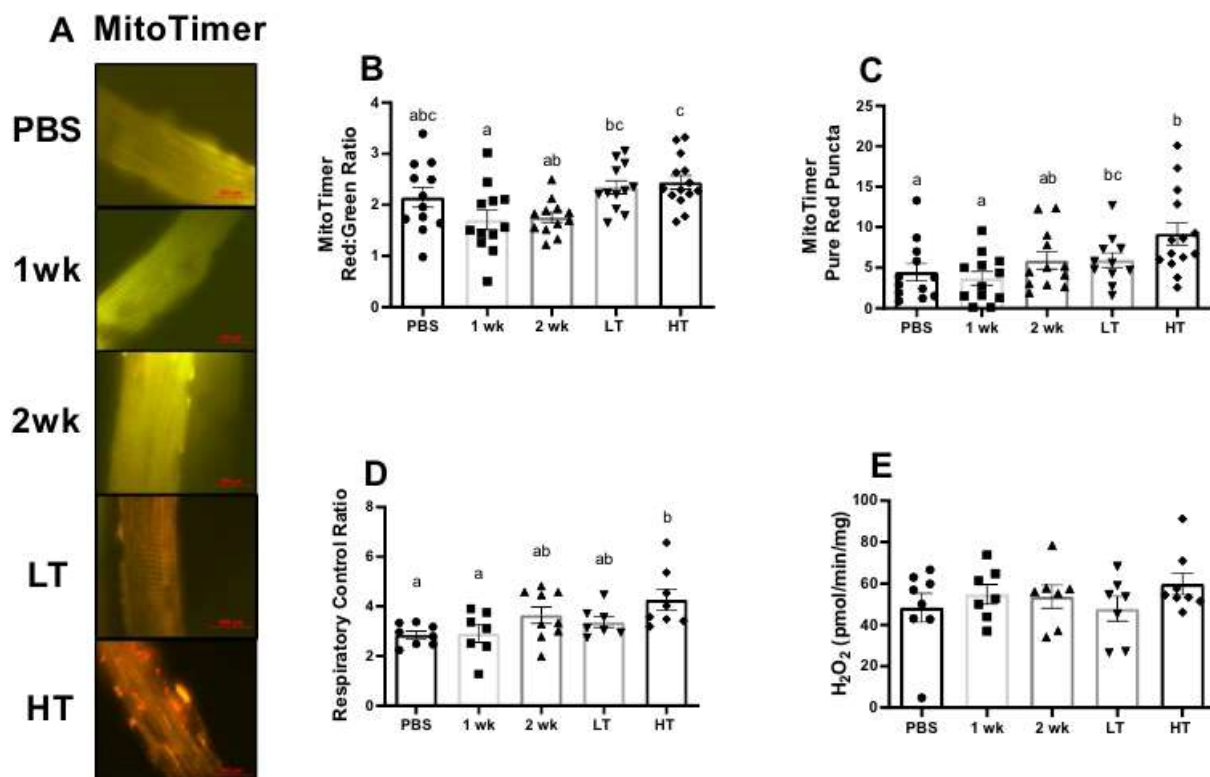 A MitoTimer
PBS
1wk
2wk
LT
HT
B
MitoTimer
Red:Green Ratio
4
3
2
1
0
abc
a
ab
bc
c
PBS
1 wk
2 wk
LT
HT
C
MitoTimer
Pure Red Puncta
25
20
15
10
5
0
a
a
ab
bc
b
PBS
1 wk
2 wk
LT
HT
D
Respiratory Control Ratio
8
6
4
2
0
a
a
ab
ab
b
PBS
1 wk
2 wk
LT
HT
E
H₂O₂ (pmol/min/mg)
100
80
60
40
20
0
PBS
1 wk
2 wk
LT
HT